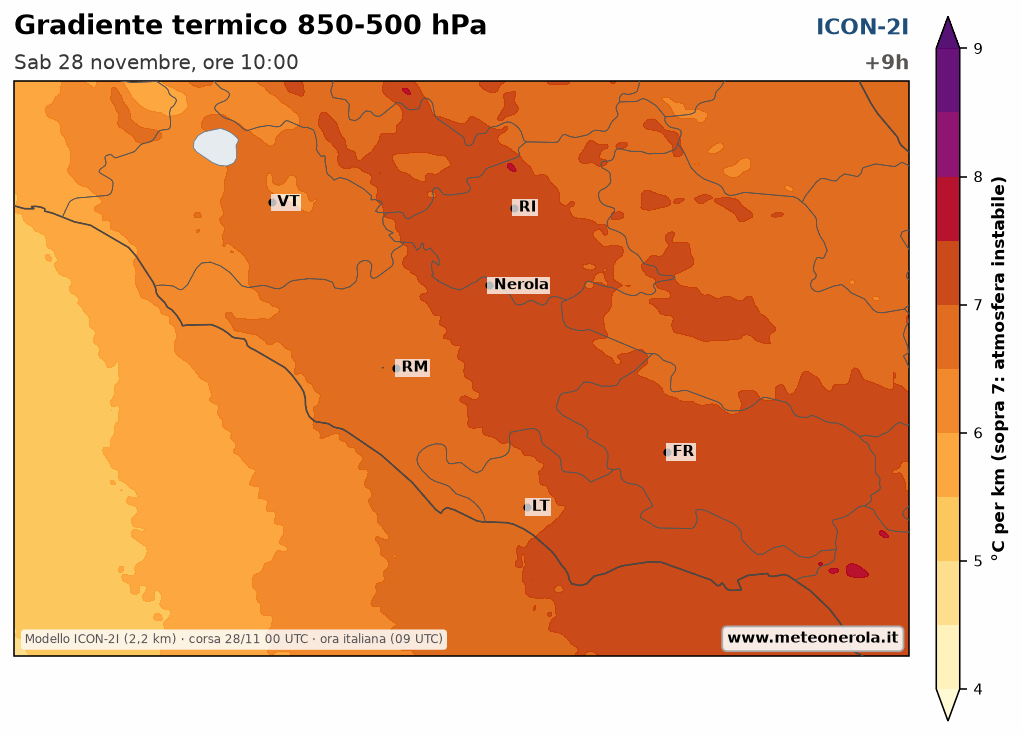 Gradiente termico 850-500 hPa
ICON-2I
Sab 28 novembre, ore 10:00
+9h
VT
RI
Nerola
RM
FR
LT
Modello ICON-2I (2,2 km) · corsa 28/11 00 UTC · ora italiana (09 UTC)
www.meteonerola.it
9
8
7
6
5
4
°C per km (sopra 7: atmosfera instabile)